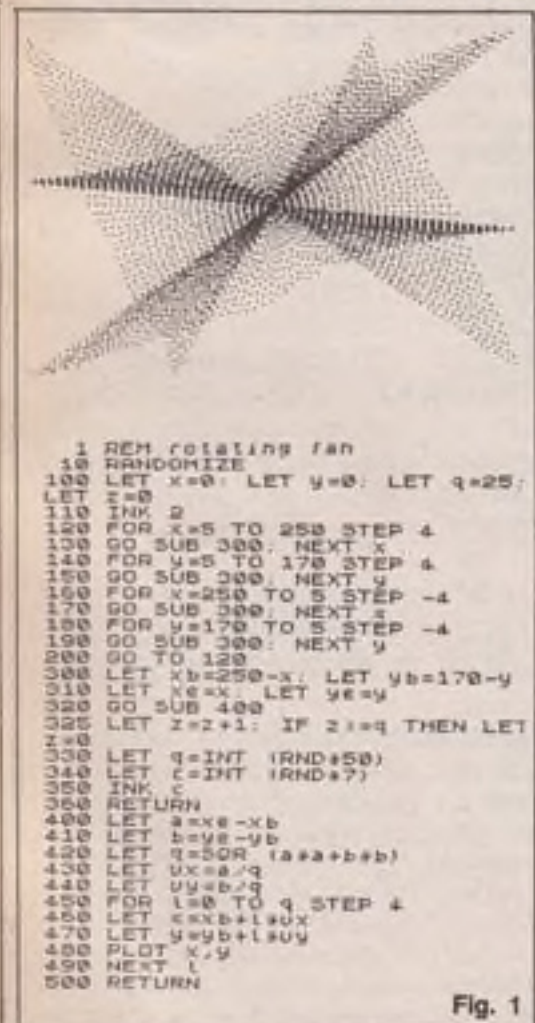 1 REM rotating fan
10 RANDOMIZE
100 LET x=0: LET y=0: LET q=25:
LET z=0
110 INK 2
120 FOR x=5 TO 250 STEP 4
130 GO SUB 300: NEXT x
140 FOR y=5 TO 170 STEP 4
150 GO SUB 300: NEXT y
160 FOR x=250 TO 5 STEP -4
170 GO SUB 300: NEXT x
180 FOR y=170 TO 5 STEP -4
190 GO SUB 300: NEXT y
200 GO TO 120
300 LET xb=250-x: LET yb=170-y
310 LET xe=x: LET ye=y
320 GO SUB 400
325 LET z=z+1: IF z>=q THEN LET
z=0
330 LET q=INT (RND*50)
340 LET c=INT (RND*7)
350 INK c
360 RETURN
400 LET a=xe-xb
410 LET b=ye-yb
420 LET q=SQR (a*a+b*b)
430 LET ux=a/q
440 LET uy=b/q
450 FOR l=0 TO q STEP 4
460 LET x=xb+l*ux
470 LET y=yb+l*uy
480 PLOT x,y
490 NEXT l
500 RETURN
Fig. 1